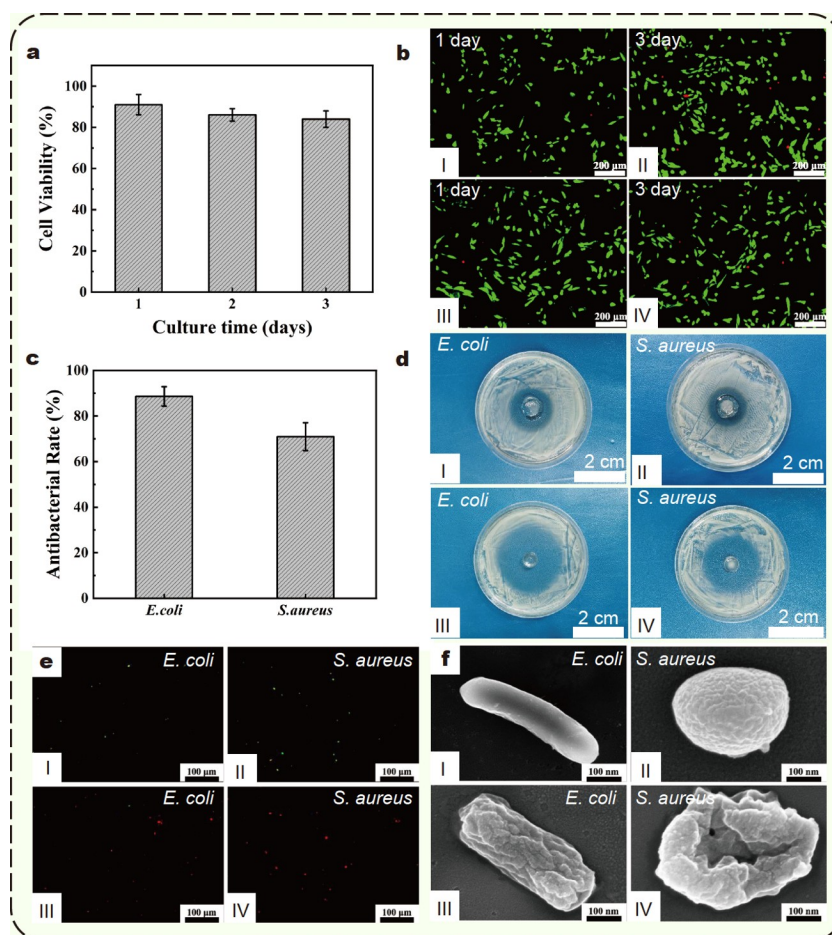 a
100
80
60
40
20
0
Cell Viability (%)
1 2 3
Culture time (days)
b
1 day
I
200 µm
3 day
II
200 µm
1 day
III
200 µm
3 day
IV
200 µm
c
100
80
60
40
20
0
Antibacterial Rate (%)
E.coli S.aureus
d
E. coli
I
2 cm
S. aureus
II
2 cm
E. coli
III
2 cm
S. aureus
IV
2 cm
e
E. coli
I
100 µm
S. aureus
II
100 µm
E. coli
III
100 µm
S. aureus
IV
100 µm
f
E. coli
I
100 nm
S. aureus
II
100 nm
E. coli
III
100 nm
S. aureus
IV
100 nm